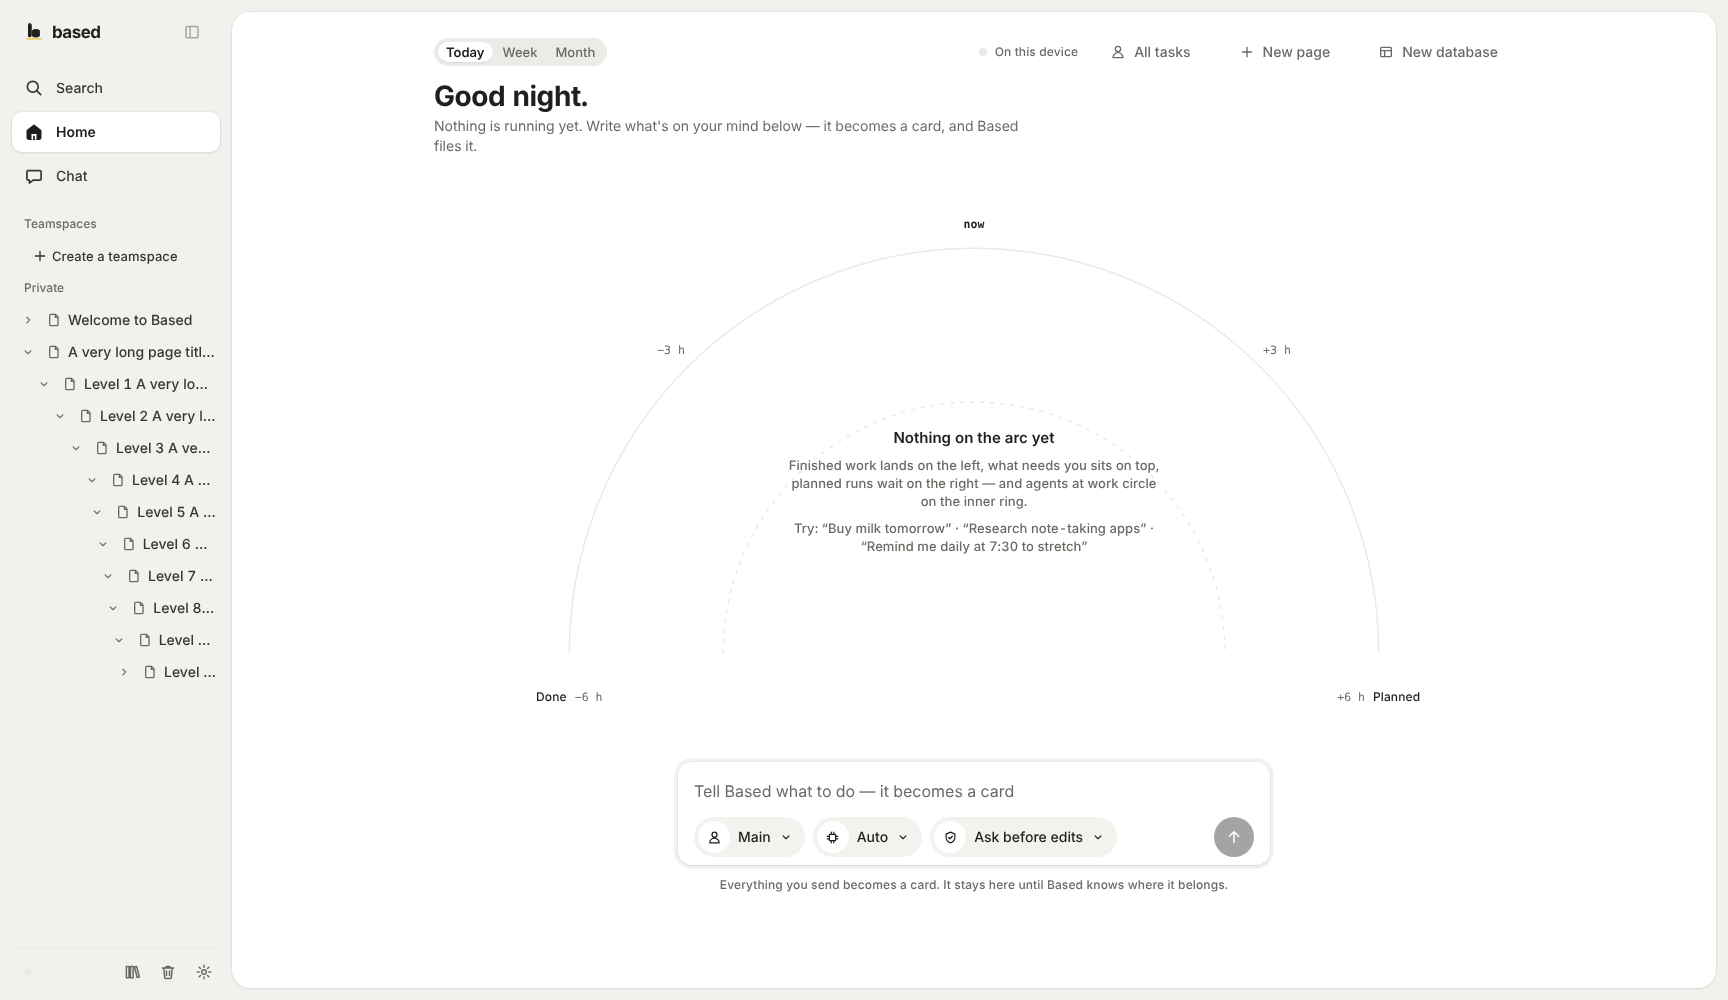 based
Search
Home
Chat
Teamspaces
Create a teamspace
Private
Welcome to Based
A very long page titl...
Level 1 A very lo...
Level 2 A very l...
Level 3 A ve...
Level 4 A ...
Level 5 A ...
Level 6 ...
Level 7 ...
Level 8...
Level ...
Level ...
Today Week Month
On this device
All tasks
New page
New database
Good night.
Nothing is running yet. Write what's on your mind below — it becomes a card, and Based
files it.
now
−3 h
+3 h
Nothing on the arc yet
Finished work lands on the left, what needs you sits on top,
planned runs wait on the right — and agents at work circle
on the inner ring.
Try: “Buy milk tomorrow” · “Research note-taking apps” ·
“Remind me daily at 7:30 to stretch”
Done −6 h
+6 h Planned
Tell Based what to do — it becomes a card
Main
Auto
Ask before edits
Everything you send becomes a card. It stays here until Based knows where it belongs.